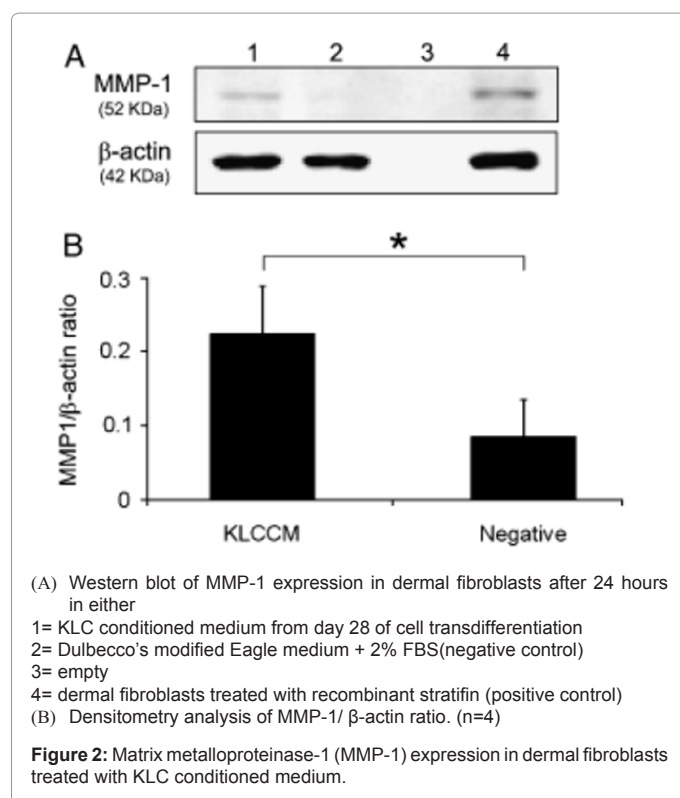 A
1 2 3 4
MMP-1
(52 KDa)
β-actin
(42 KDa)
B
*
0.3
0.2
0.1
0
MMP1/β-actin ratio
KLCCM Negative
(A) Western blot of MMP-1 expression in dermal fibroblasts after 24 hours
in either
1= KLC conditioned medium from day 28 of cell transdifferentiation
2= Dulbecco's modified Eagle medium + 2% FBS(negative control)
3= empty
4= dermal fibroblasts treated with recombinant stratifin (positive control)
(B) Densitometry analysis of MMP-1/ β-actin ratio. (n=4)
Figure 2: Matrix metalloproteinase-1 (MMP-1) expression in dermal fibroblasts
treated with KLC conditioned medium.